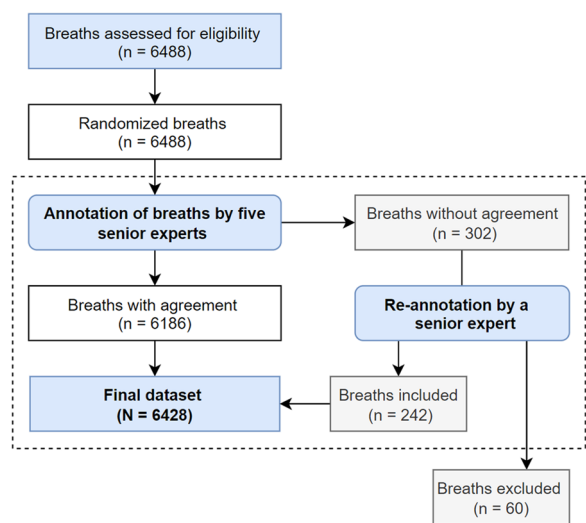 Breaths assessed for eligibility
(n = 6488)
Randomized breaths
(n = 6488)
Annotation of breaths by five
senior experts
Breaths without agreement
(n = 302)
Breaths with agreement
(n = 6186)
Re-annotation by a
senior expert
Final dataset
(N = 6428)
Breaths included
(n = 242)
Breaths excluded
(n = 60)